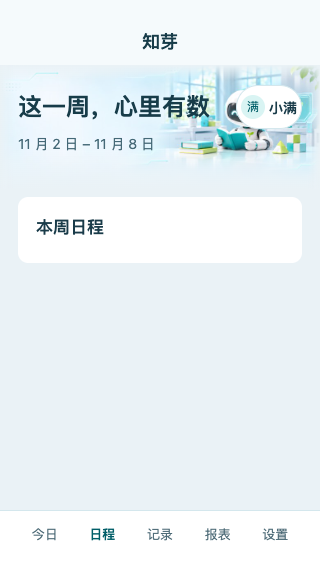 知芽
这一周，心里有数
满 小满
11 月 2 日 – 11 月 8 日
本周日程
今日 日程 记录 报表 设置